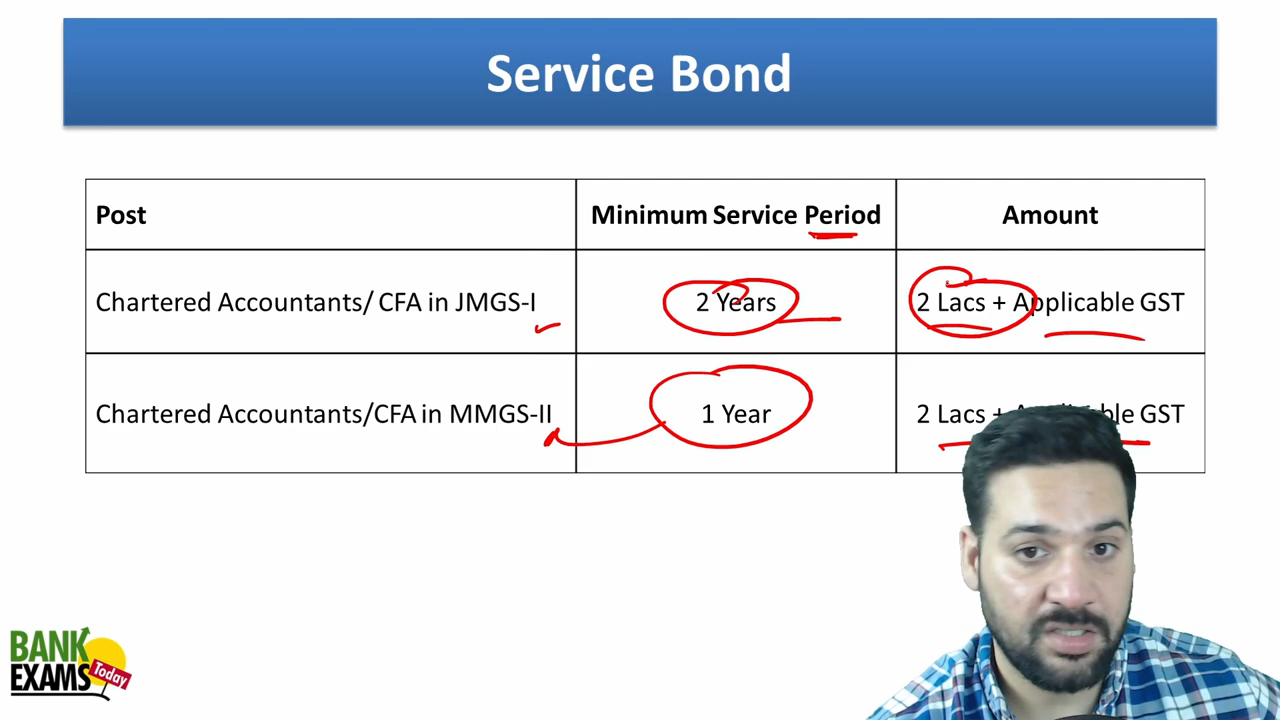 Service Bond
Post Minimum Service Period Amount
Chartered Accountants/ CFA in JMGS-I 2 Years 2 Lacs + Applicable GST
Chartered Accountants/CFA in MMGS-II 1 Year 2 Lacs + GST
BANK
EXAMS
Today